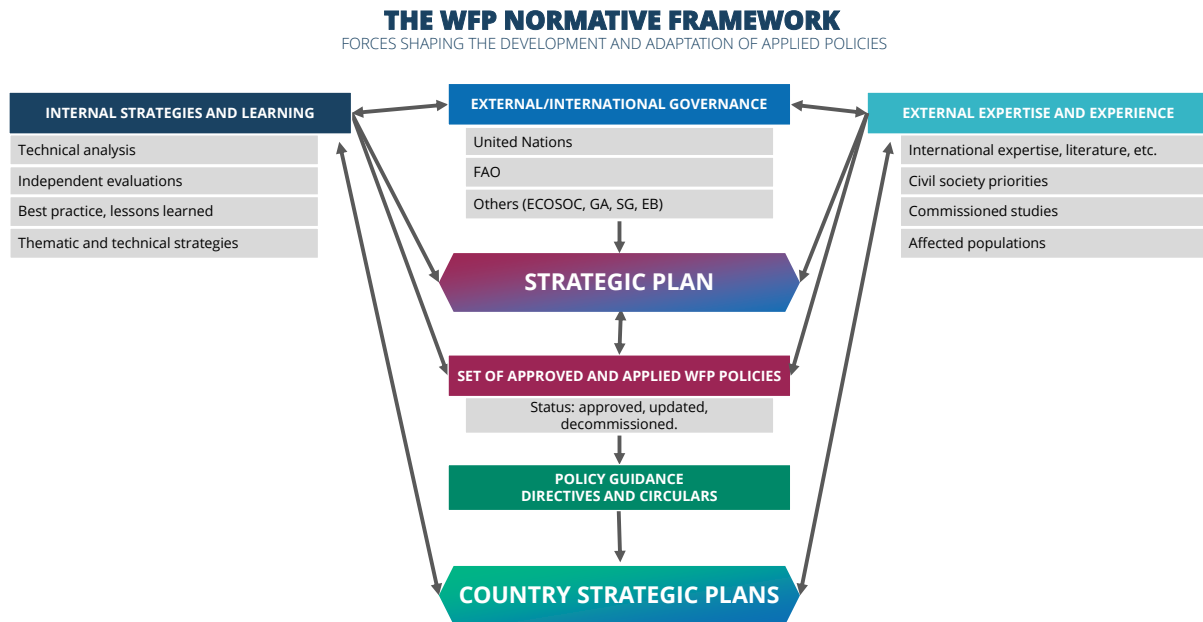 THE WFP NORMATIVE FRAMEWORK
FORCES SHAPING THE DEVELOPMENT AND ADAPTATION OF APPLIED POLICIES
INTERNAL STRATEGIES AND LEARNING
Technical analysis
Independent evaluations
Best practice, lessons learned
Thematic and technical strategies
EXTERNAL/INTERNATIONAL GOVERNANCE
United Nations
FAO
Others (ECOSOC, GA, SG, EB)
EXTERNAL EXPERTISE AND EXPERIENCE
International expertise, literature, etc.
Civil society priorities
Commissioned studies
Affected populations
STRATEGIC PLAN
SET OF APPROVED AND APPLIED WFP POLICIES
Status: approved, updated,
decommissioned.
POLICY GUIDANCE
DIRECTIVES AND CIRCULARS
COUNTRY STRATEGIC PLANS